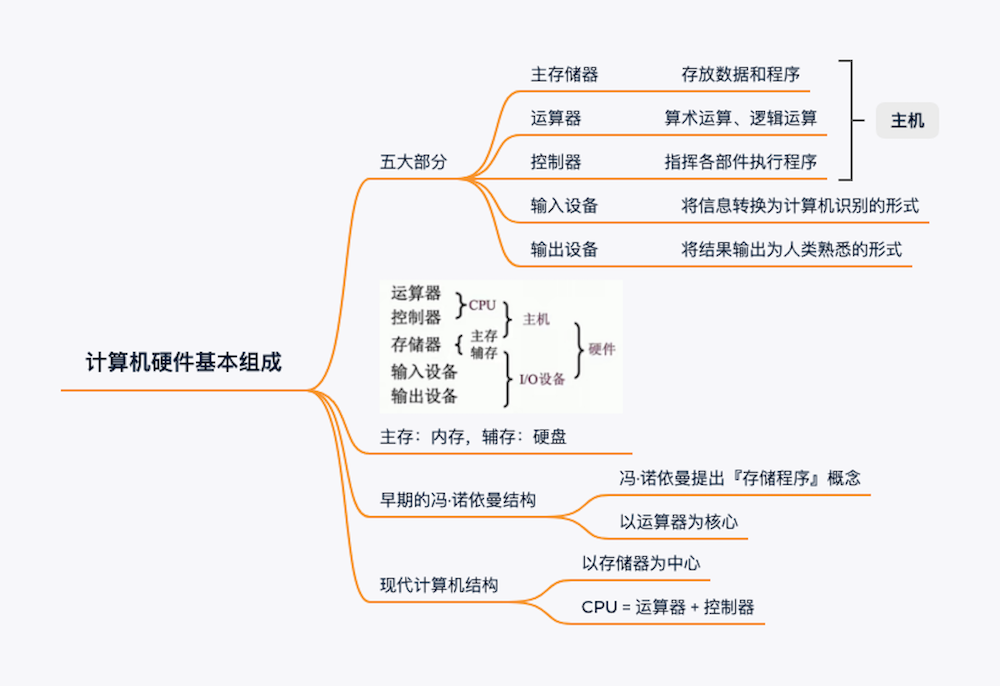 计算机硬件基本组成
五大部分
主存储器 存放数据和程序
运算器 算术运算、逻辑运算
控制器 指挥各部件执行程序
主机
输入设备 将信息转换为计算机识别的形式
输出设备 将结果输出为人类熟悉的形式
运算器
控制器
CPU
存储器
主存
辅存
主机
输入设备
输出设备
I/O设备
硬件
主存：内存，辅存：硬盘
早期的冯·诺依曼结构
冯·诺依曼提出『存储程序』概念
以运算器为核心
现代计算机结构
以存储器为中心
CPU = 运算器 + 控制器